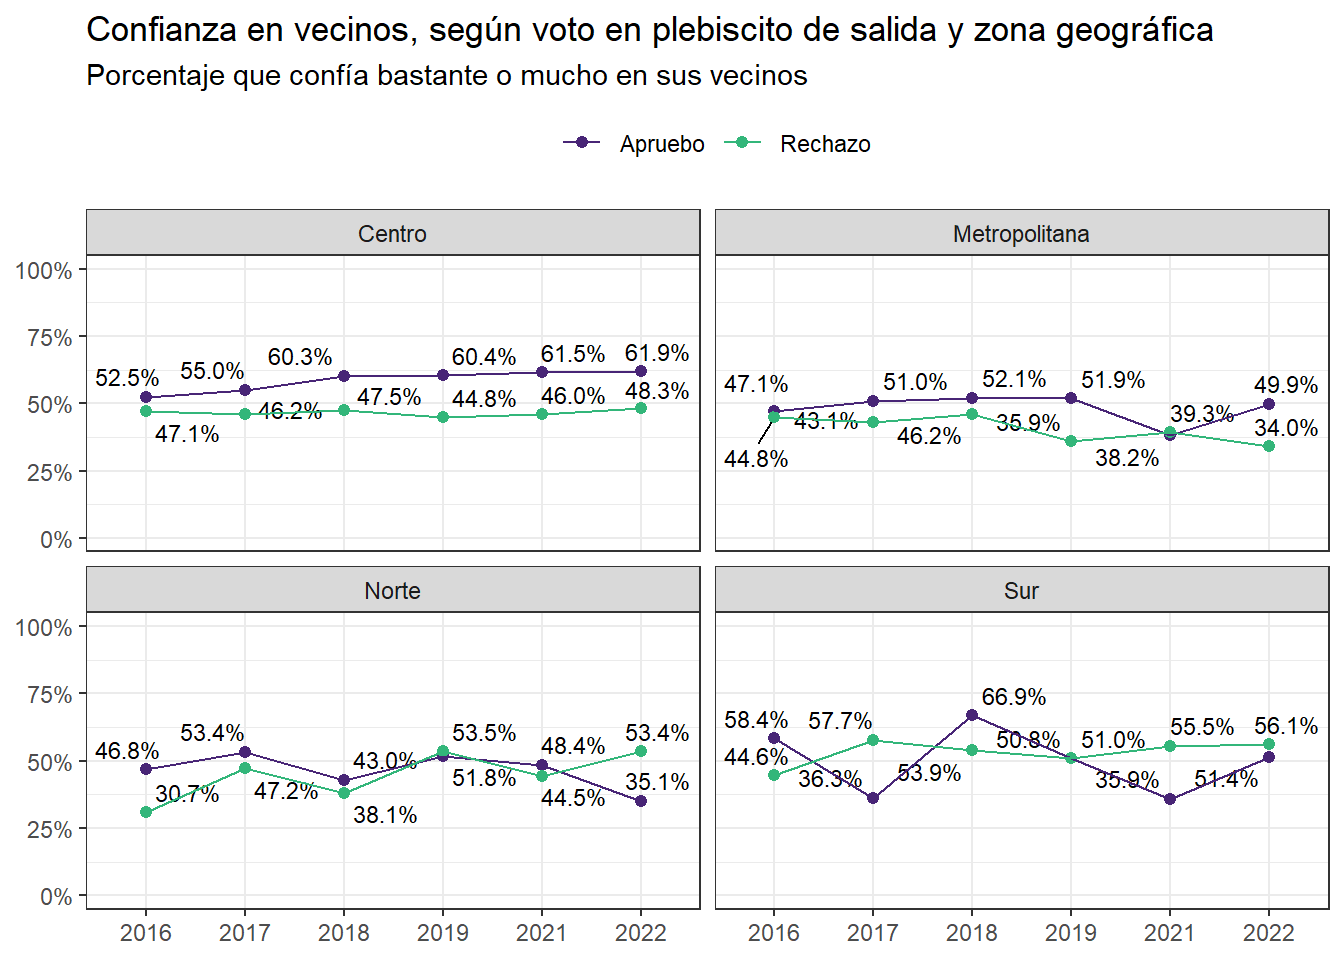 Confianza en vecinos, según voto en plebiscito de salida y zona geográfica
Porcentaje que confía bastante o mucho en sus vecinos
Apruebo Rechazo
Centro
Metropolitana
100%
75%
50%
25%
0%
52.5% 55.0% 60.3% 60.4% 61.5% 61.9%
47.1% 46.2% 47.5% 44.8% 46.0% 48.3%
47.1% 51.0% 52.1% 51.9% 38.2% 49.9%
44.8% 43.1% 46.2% 35.9% 39.3% 34.0%
Norte
Sur
100%
75%
50%
25%
0%
46.8% 53.4% 43.0% 51.8% 48.4% 35.1%
30.7% 47.2% 38.1% 53.5% 44.5% 53.4%
58.4% 36.3% 66.9% 50.8% 35.9% 51.4%
44.6% 57.7% 53.9% 51.0% 55.5% 56.1%
2016 2017 2018 2019 2021 2022
2016 2017 2018 2019 2021 2022